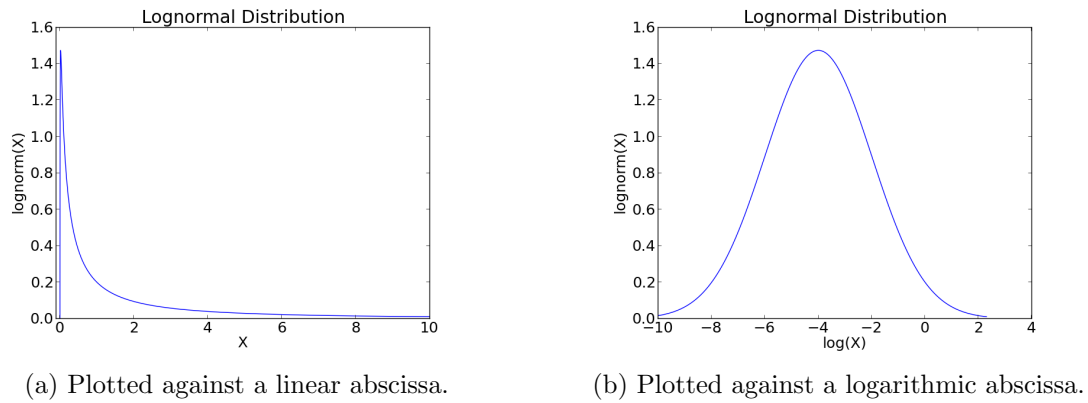 Lognormal Distribution
1.6
1.4
1.2
1.0
0.8
0.6
0.4
0.2
0.0
lognorm(X)
0 2 4 6 8 10
X
(a) Plotted against a linear abscissa.
Lognormal Distribution
1.6
1.4
1.2
1.0
0.8
0.6
0.4
0.2
0.0
lognorm(X)
−10 −8 −6 −4 −2 0 2 4
log(X)
(b) Plotted against a logarithmic abscissa.